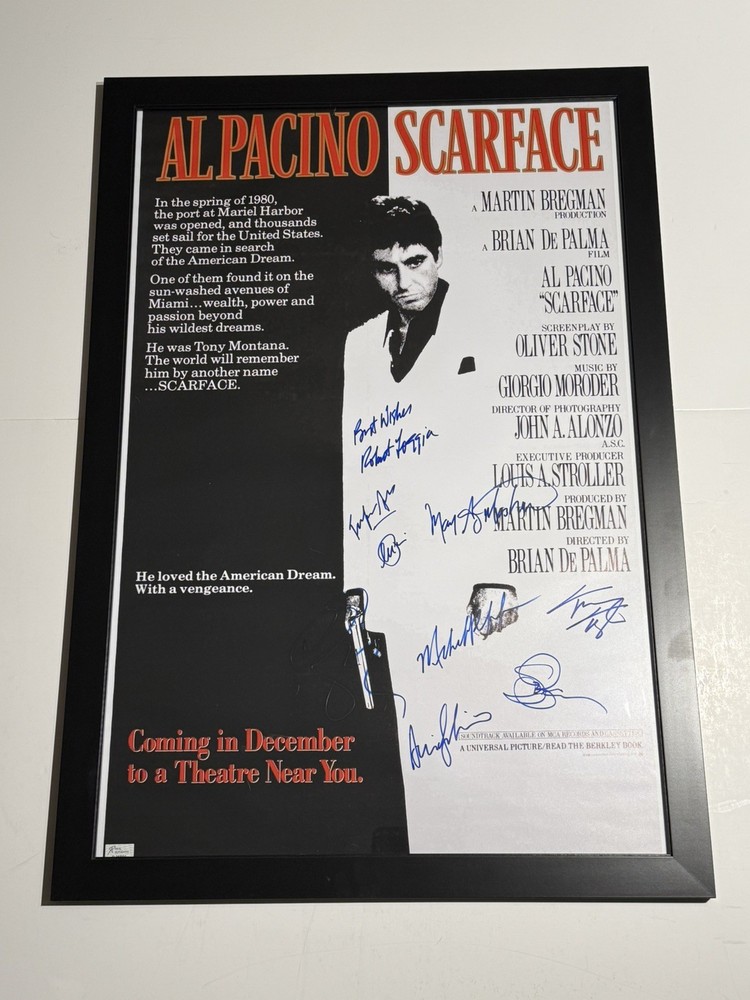 AL PACINO SCARFACE
In the spring of 1980,
the port at Mariel Harbor
was opened, and thousands
set sail for the United States.
They came in search
of the American Dream.
One of them found it on the
sun-washed avenues of
Miami...wealth, power and
passion beyond
his wildest dreams.
He was Tony Montana.
The world will remember
him by another name
...SCARFACE.
A MARTIN BREGMAN
PRODUCTION
A BRIAN DE PALMA
FILM
AL PACINO
"SCARFACE"
SCREENPLAY BY
OLIVER STONE
MUSIC BY
GIORGIO MORODER
DIRECTOR OF PHOTOGRAPHY
JOHN A. ALONZO
A.S.C.
EXECUTIVE PRODUCER
LOUIS A. STROLLER
PRODUCED BY
MARTIN BREGMAN
DIRECTED BY
BRIAN DE PALMA
Best Wishes
Robert Loggia
He loved the American Dream.
With a vengeance.
Coming in December
to a Theatre Near You.
SOUNDTRACK AVAILABLE ON MCA RECORDS AND
A UNIVERSAL PICTURE/READ THE BERKLEY BOOK